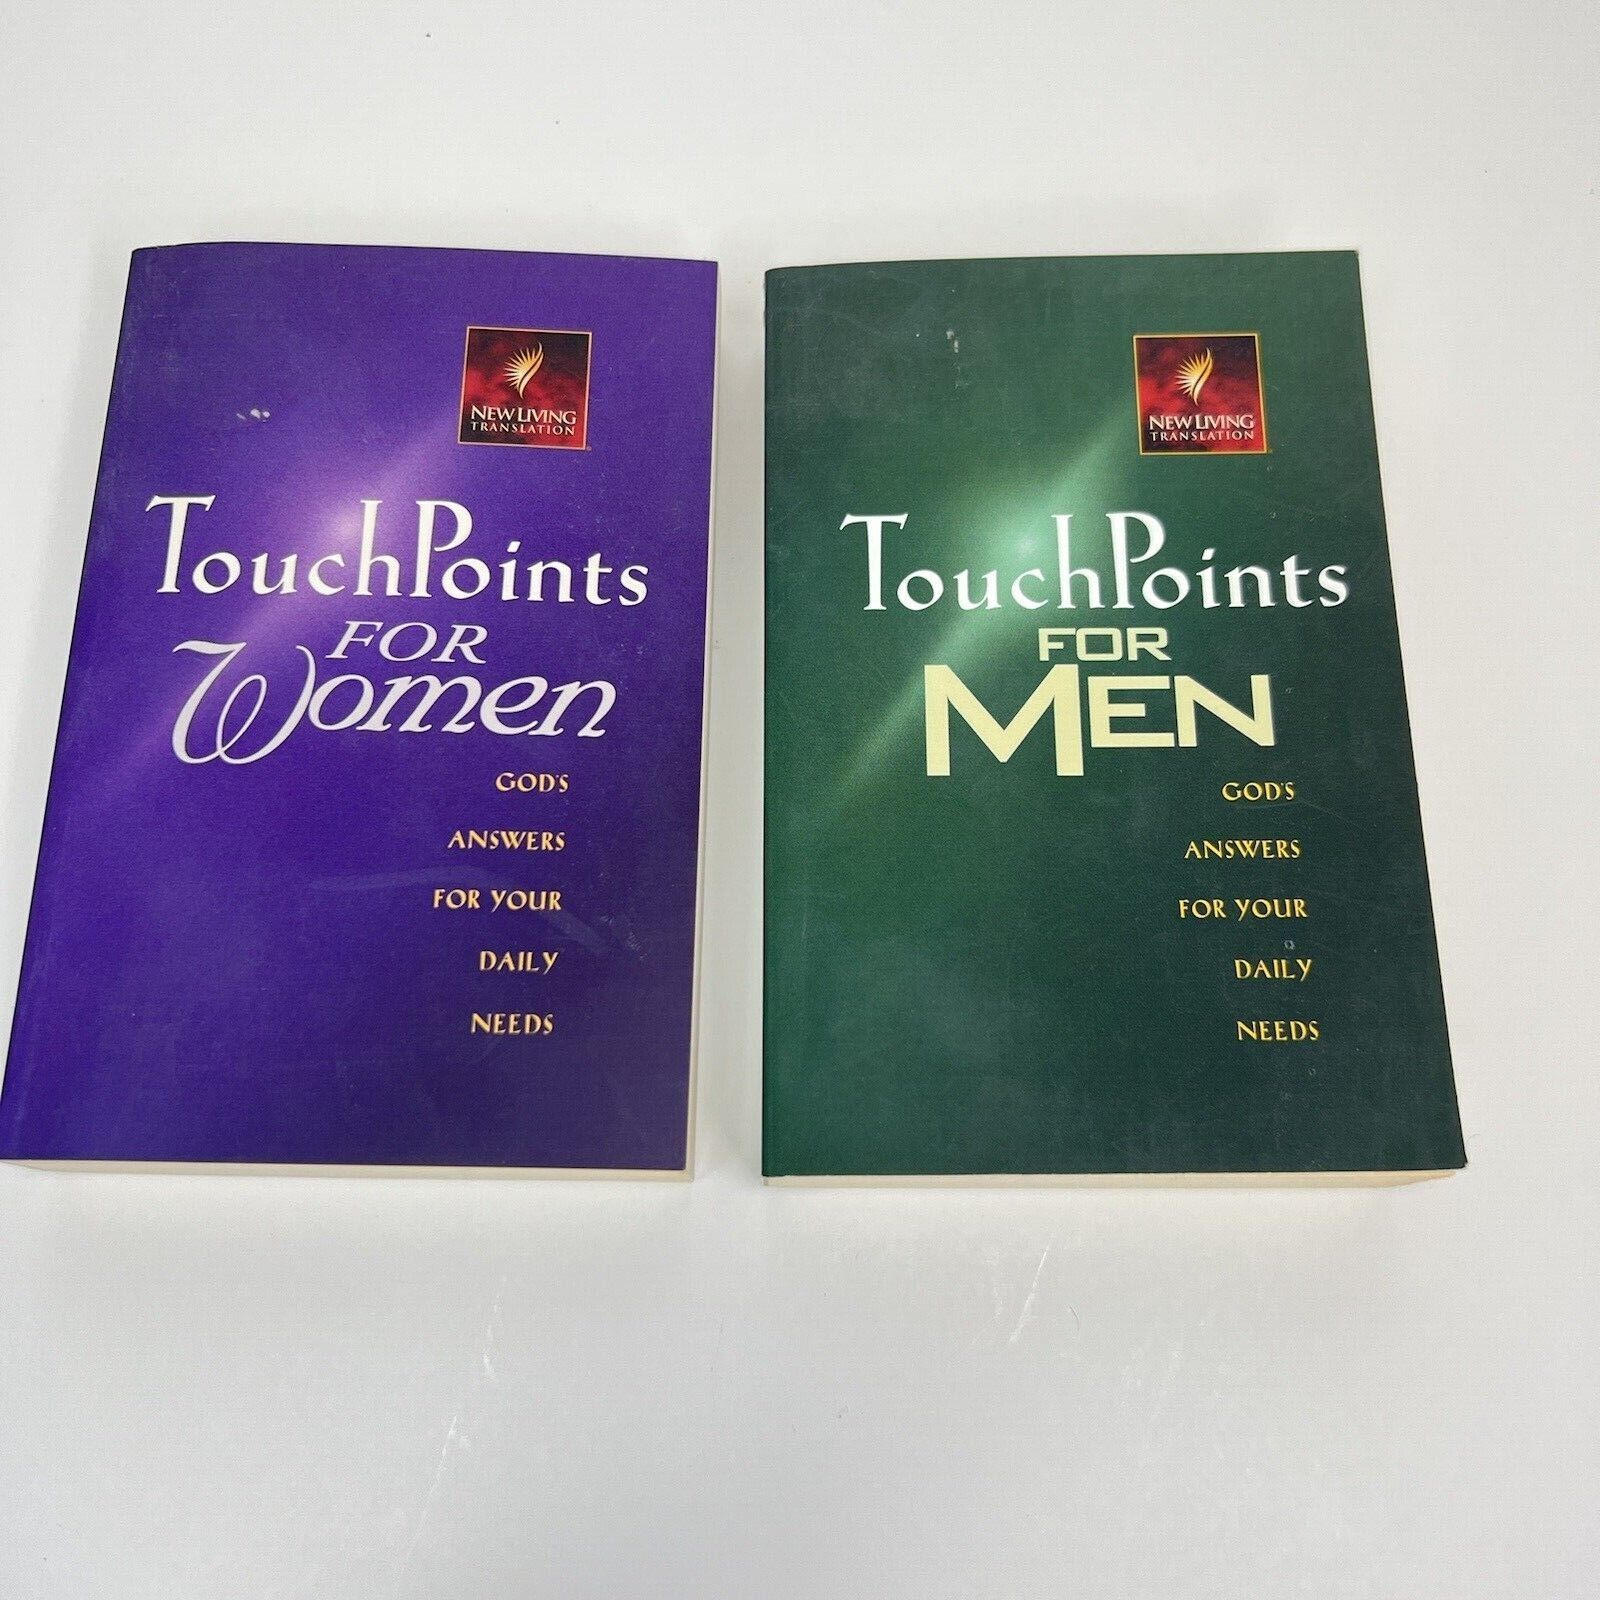 NEW LIVING
TRANSLATION
TouchPoints
FOR
Women
GOD'S
ANSWERS
FOR YOUR
DAILY
NEEDS
NEW LIVING
TRANSLATION
TouchPoints
FOR
MEN
GOD'S
ANSWERS
FOR YOUR
DAILY
NEEDS